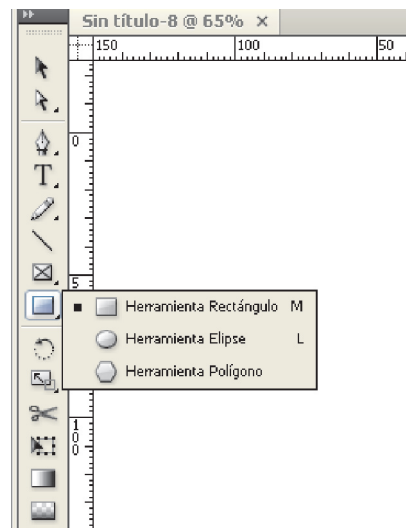 Sin título-8 @ 65% ×
150 100 50
0
5
Herramienta Rectángulo M
Herramienta Elipse L
Herramienta Polígono
1
0
0